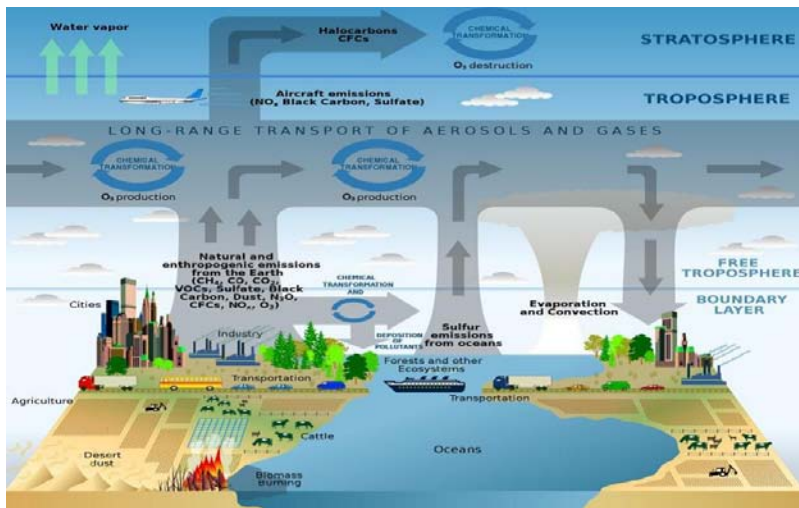 Water vapor
Halocarbons
CFCs
CHEMICAL
TRANSFORMATION
O₃ destruction
STRATOSPHERE
Aircraft emissions
(NOₓ Black Carbon, Sulfate)
TROPOSPHERE
LONG-RANGE TRANSPORT OF AEROSOLS AND GASES
CHEMICAL
TRANSFORMATION
O₃ production
CHEMICAL
TRANSFORMATION
O₃ production
Natural and
enthropogenic emissions
from the Earth
(CH₄, CO, CO₂,
VOCs, Sulfate, Black
Carbon, Dust, N₂O,
CFCs, NOₓ, O₃)
CHEMICAL
TRANSFORMATION
AND
FREE
TROPOSPHERE
BOUNDARY
LAYER
Cities
Industry
DEPOSITION
OF
POLLUTANTS
Sulfur
emissions
from oceans
Evaporation
and Convection
Forests and other
Ecosystems
Transportation
Transportation
Agriculture
Cattle
Desert
dust
Biomass
Burning
Oceans